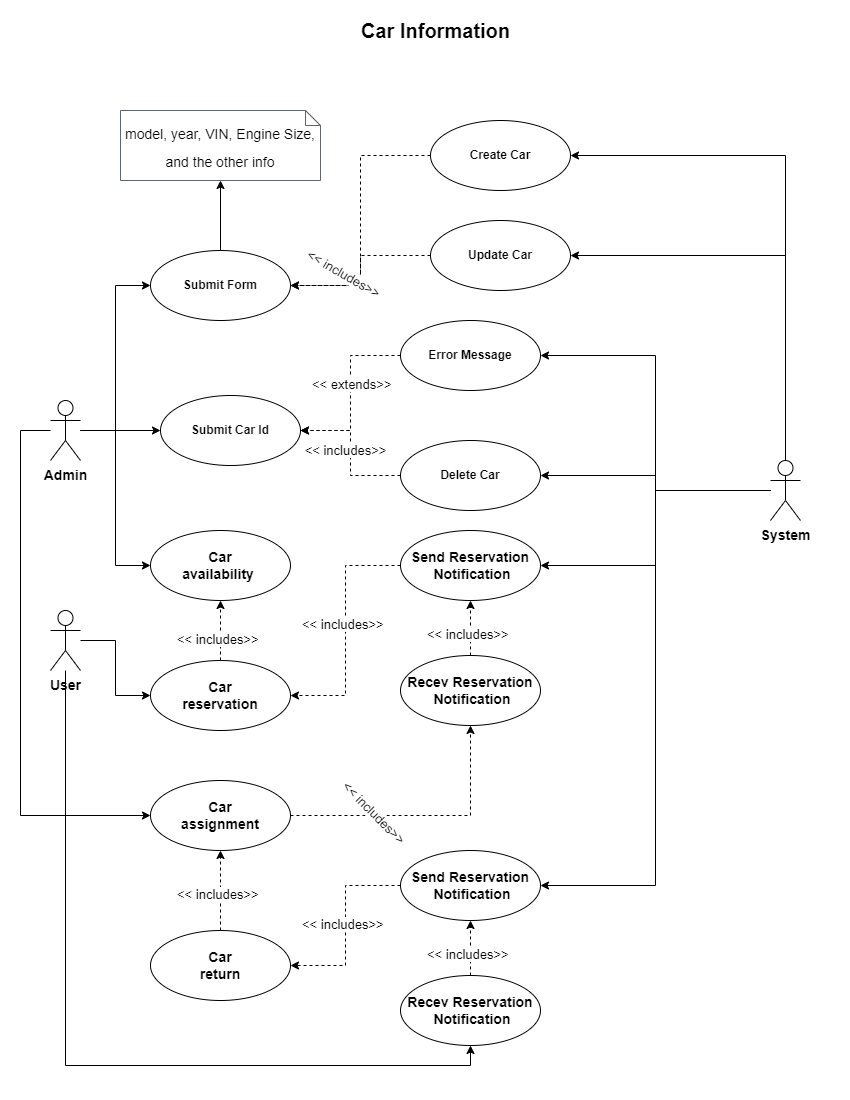 Car Information
model, year, VIN, Engine Size,
and the other info
Create Car
Update Car
Submit Form
<< includes>>
Error Message
<< extends>>
Submit Car Id
<< includes>>
Delete Car
Admin
System
Car
availability
Send Reservation
Notification
<< includes>>
<< includes>>
<< includes>>
User
Car
reservation
Recev Reservation
Notification
Car
assignment
<< includes>>
Send Reservation
Notification
<< includes>>
<< includes>>
<< includes>>
Car
return
Recev Reservation
Notification